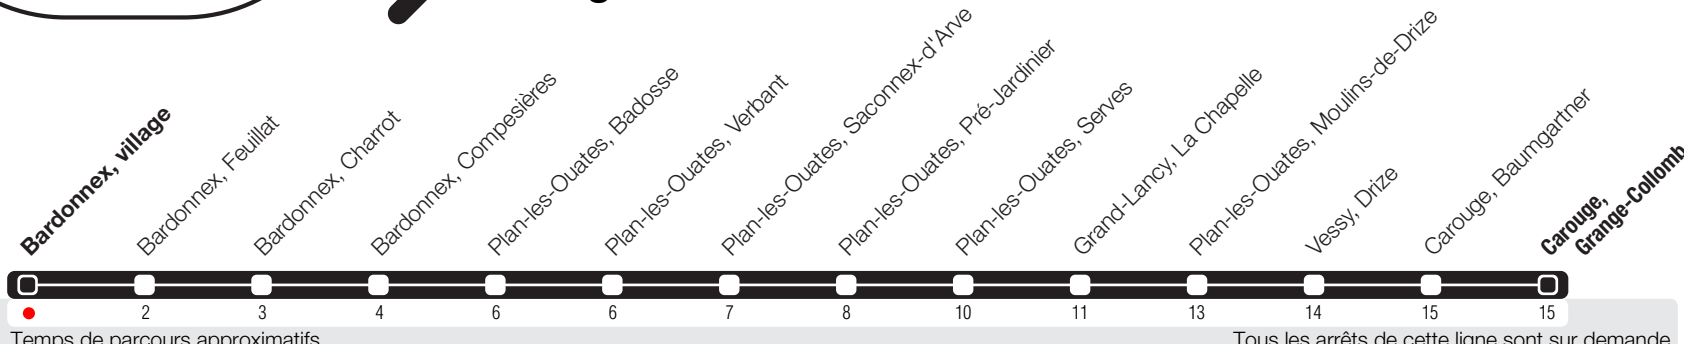 Bardonnex, village
Bardonnex, Feuillat
Bardonnex, Charrot
Bardonnex, Compesières
Plan-les-Ouates, Badosse
Plan-les-Ouates, Verbant
Plan-les-Ouates, Saconnex-d'Arve
Plan-les-Ouates, Pré-Jardinier
Plan-les-Ouates, Serves
Grand-Lancy, La Chapelle
Plan-les-Ouates, Moulins-de-Drize
Vessy, Drize
Carouge, Baumgartner
Carouge,
Grange-Collomb
2 3 4 6 6 7 8 10 11 13 14 15 15
Temps de parcours approximatifs
Tous les arrêts de cette ligne sont sur demande